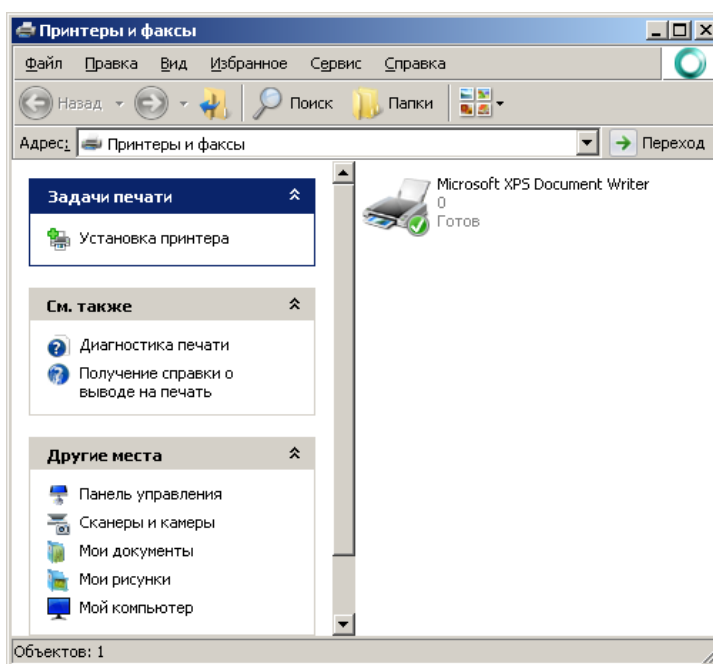 Принтеры и факсы
Файл Правка Вид Избранное Сервис Справка
Назад Поиск Папки
Адрес: Принтеры и факсы Переход
Задачи печати
Установка принтера
См. также
Диагностика печати
Получение справки о
выводе на печать
Другие места
Панель управления
Сканеры и камеры
Мои документы
Мои рисунки
Мой компьютер
Microsoft XPS Document Writer
0
Готов
Объектов: 1